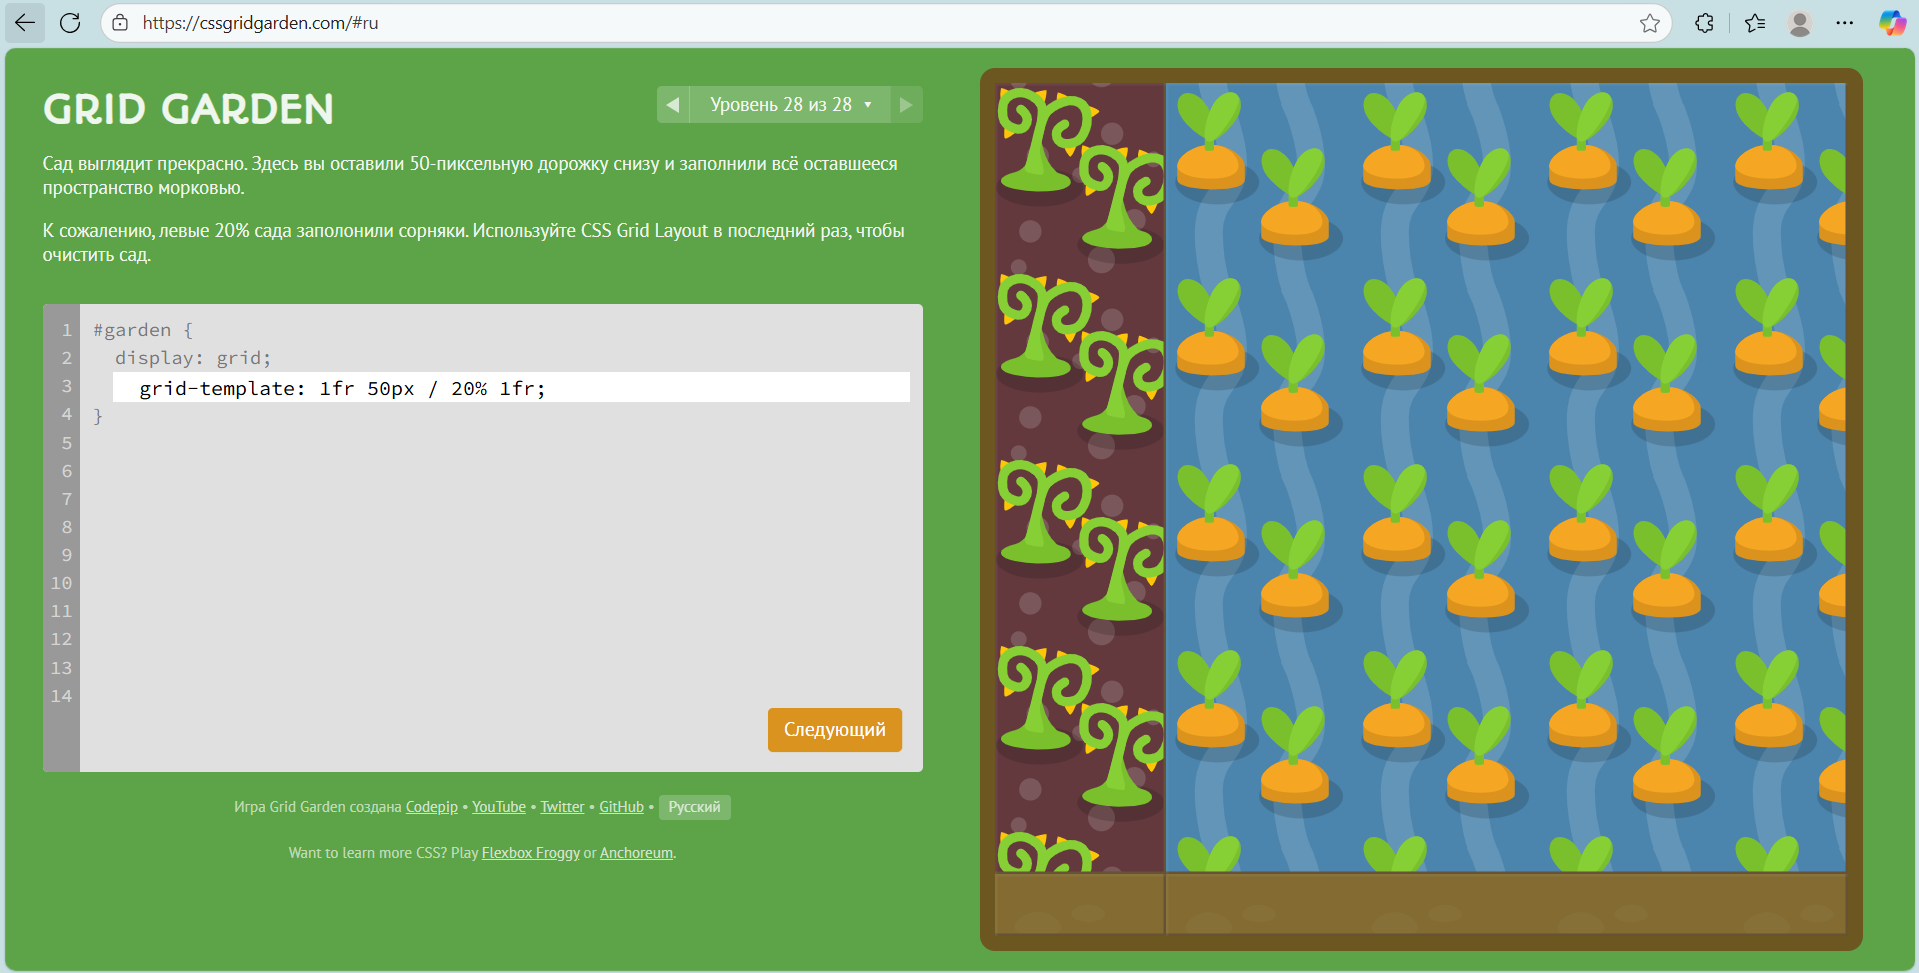 https://cssgridgarden.com/#ru
GRID GARDEN
Уровень 28 из 28
Сад выглядит прекрасно. Здесь вы оставили 50-пиксельную дорожку снизу и заполнили всё оставшееся
пространство морковью.
К сожалению, левые 20% сада заполонили сорняки. Используйте CSS Grid Layout в последний раз, чтобы
очистить сад.
1 #garden {
2 display: grid;
3 grid-template: 1fr 50px / 20% 1fr;
4 }
5
6
7
8
9
10
11
12
13
14
Следующий
Игра Grid Garden создана Codepip • YouTube • Twitter • GitHub • Русский
Want to learn more CSS? Play Flexbox Froggy or Anchoreum.